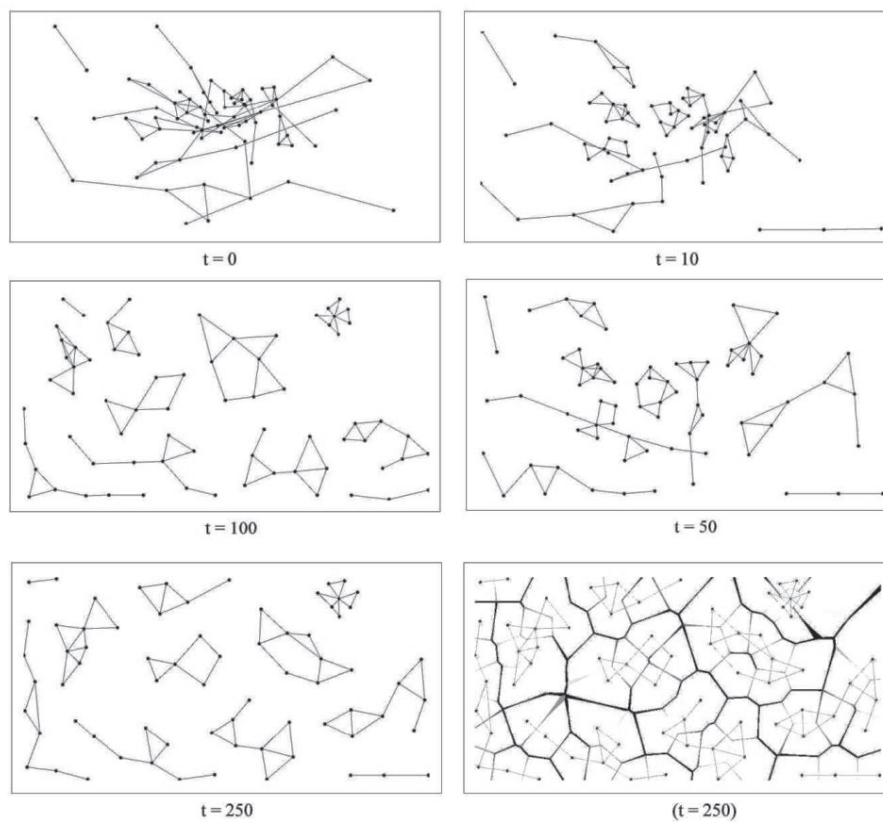 t = 0
t = 10
t = 100
t = 50
t = 250
(t = 250)